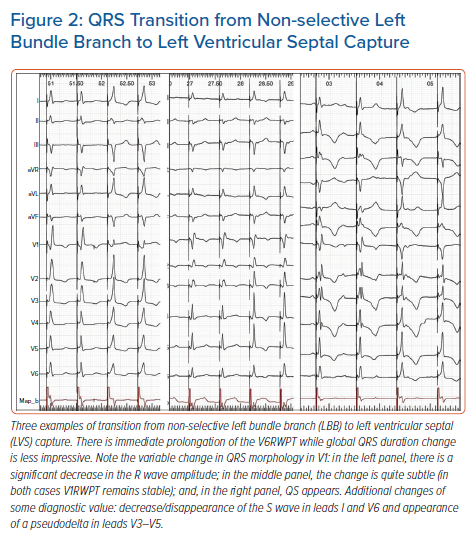 Figure 2: QRS Transition from Non-selective Left
Bundle Branch to Left Ventricular Septal Capture
51 51.50 52 52.50 53
27 27.50 28 28.50
03 04 05
I
II
III
aVR
aVL
aVF
V1
V2
V3
V4
V5
V6
Map_b
Three examples of transition from non-selective left bundle branch (LBB) to left ventricular septal
(LVS) capture. There is immediate prolongation of the V6RWPT while global QRS duration change
is less impressive. Note the variable change in QRS morphology in V1: in the left panel, there is a
significant decrease in the R wave amplitude; in the middle panel, the change is quite subtle (in
both cases V1RWPT remains stable); and, in the right panel, QS appears. Additional changes of
some diagnostic value: decrease/disappearance of the S wave in leads I and V6 and appearance
of a pseudodelta in leads V3–V5.